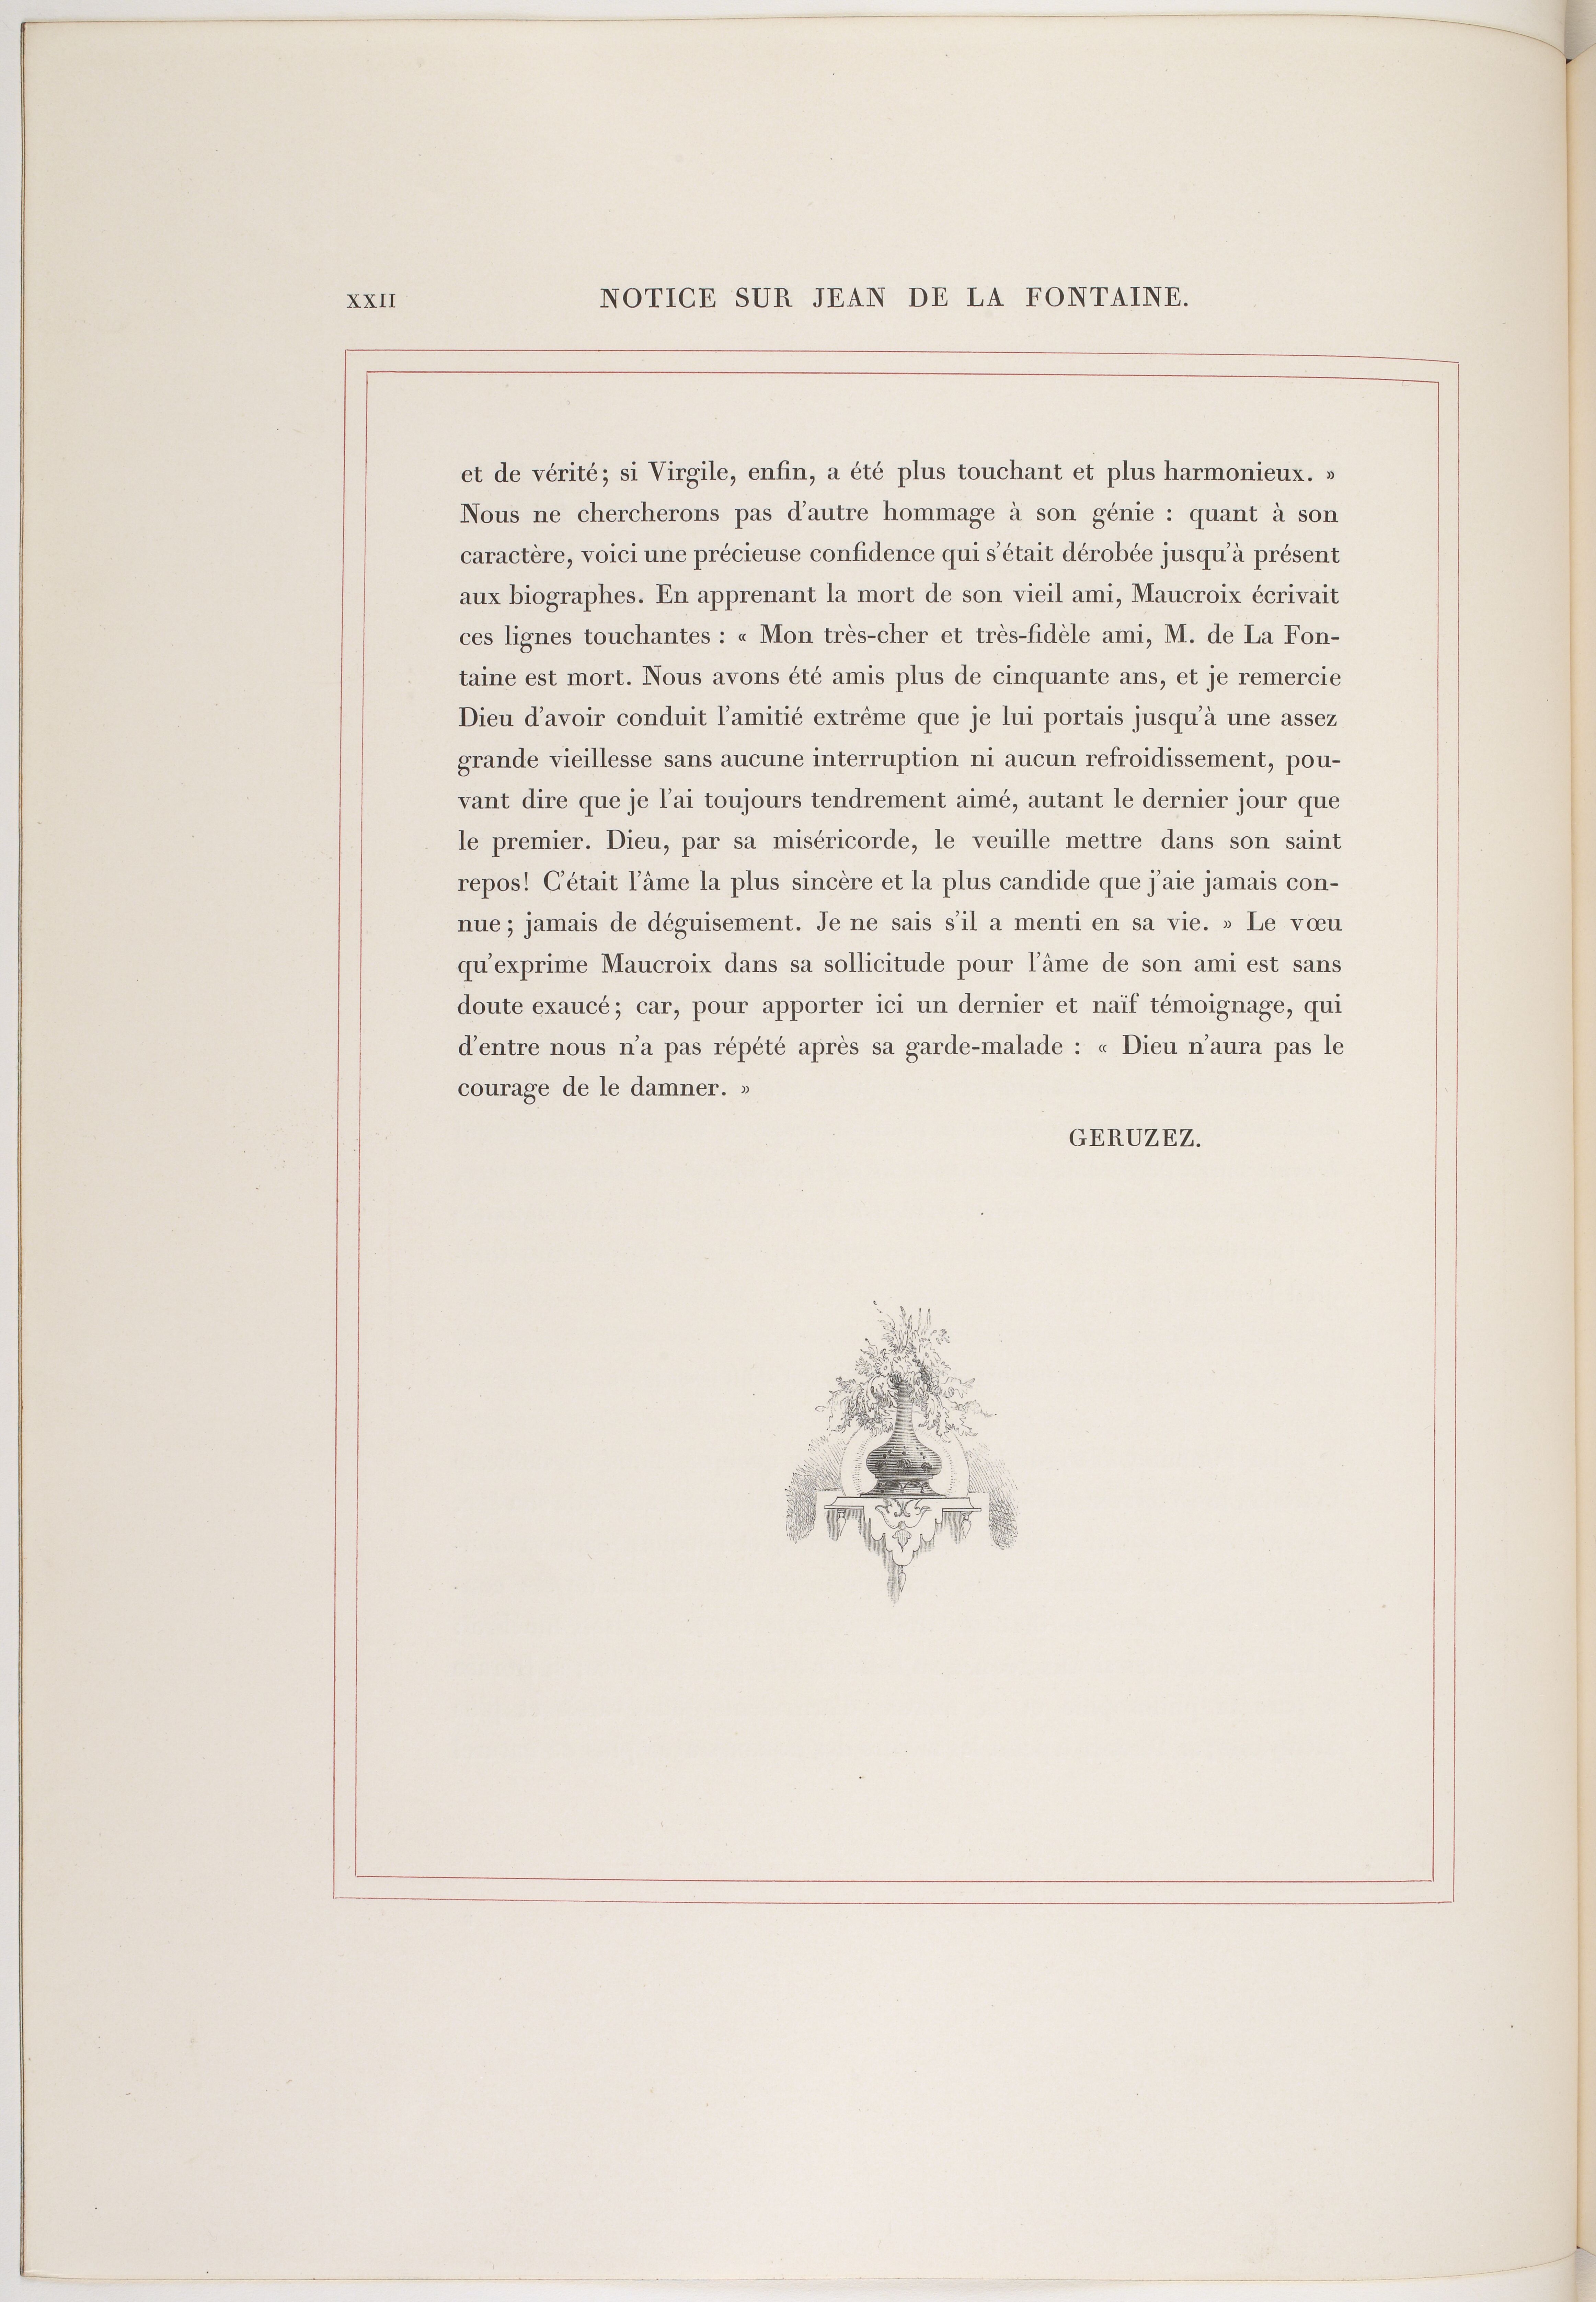 XXII NOTICE SUR JEAN DE LA FONTAINE.
et de vérité; si Virgile, enfin, a été plus touchant et plus harmonieux. »
Nous ne chercherons pas d'autre hommage à son génie : quant à son
caractère, voici une précieuse confidence qui s'était dérobée jusqu'à présent
aux biographes. En apprenant la mort de son vieil ami, Maucroix écrivait
ces lignes touchantes : « Mon très-cher et très-fidèle ami, M. de La Fon-
taine est mort. Nous avons été amis plus de cinquante ans, et je remercie
Dieu d'avoir conduit l'amitié extrême que je lui portais jusqu'à une assez
grande vieillesse sans aucune interruption ni aucun refroidissement, pou-
vant dire que je l'ai toujours tendrement aimé, autant le dernier jour que
le premier. Dieu, par sa miséricorde, le veuille mettre dans son saint
repos! C'était l'âme la plus sincère et la plus candide que j'aie jamais con-
nue; jamais de déguisement. Je ne sais s'il a menti en sa vie. » Le vœu
qu'exprime Maucroix dans sa sollicitude pour l'âme de son ami est sans
doute exaucé; car, pour apporter ici un dernier et naïf témoignage, qui
d'entre nous n'a pas répété après sa garde-malade : « Dieu n'aura pas le
courage de le damner. »
GERUZEZ.